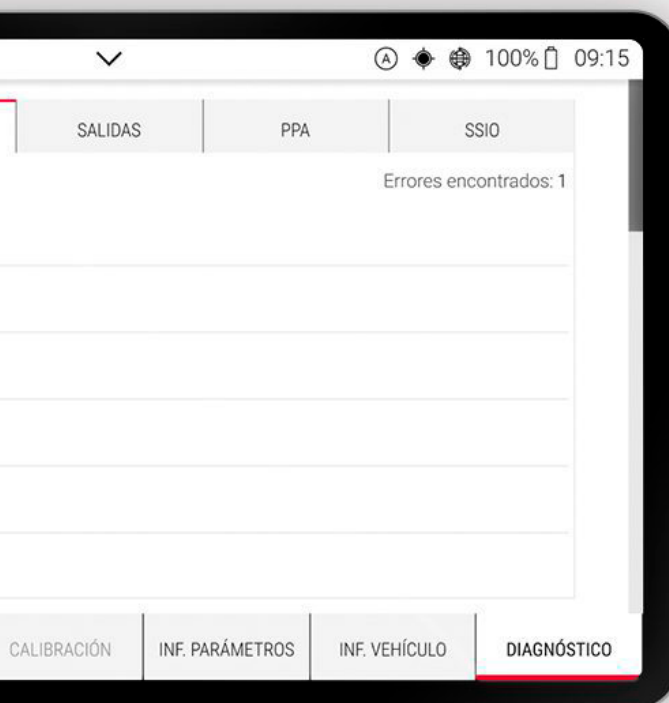 A 100% 09:15
SALIDAS PPA SSIO
Errores encontrados: 1
CALIBRACIÓN INF. PARÁMETROS INF. VEHÍCULO DIAGNÓSTICO